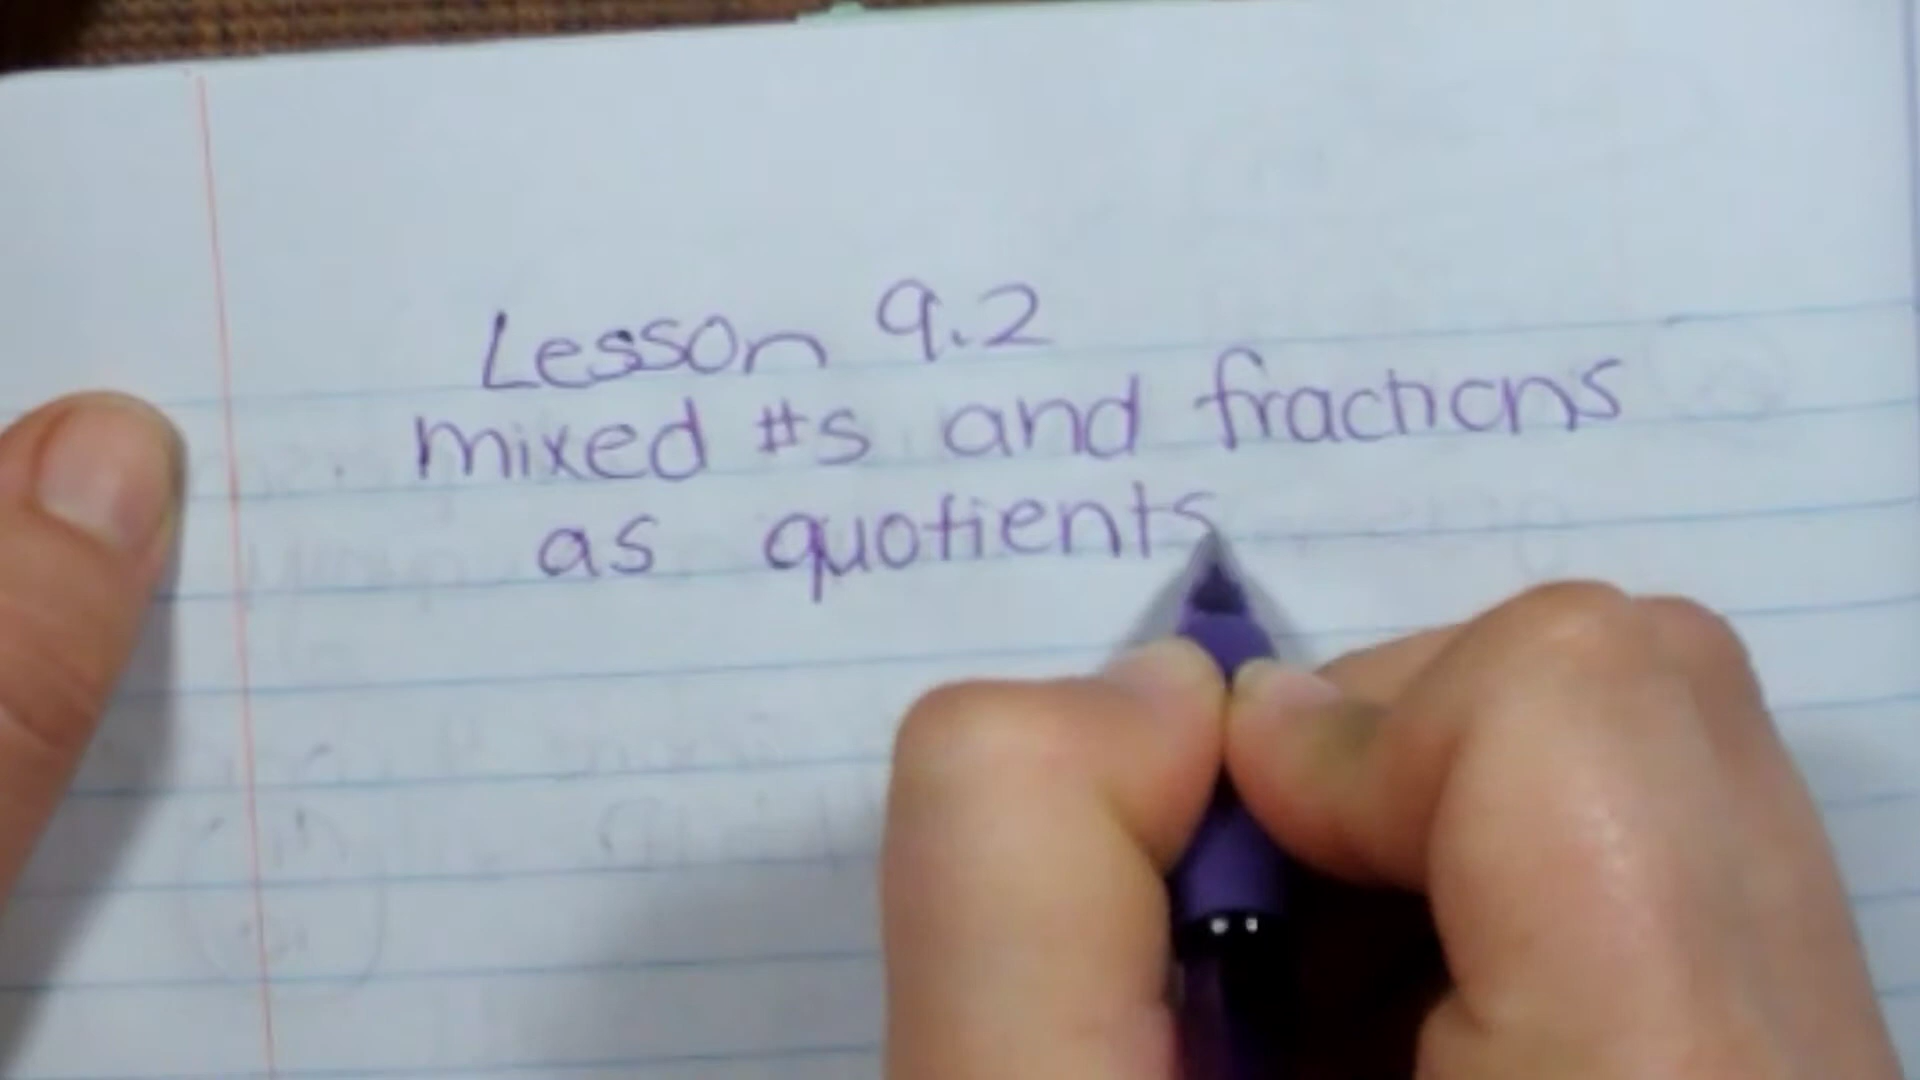 Lesson 9.2
mixed #s and fractions
as quotients